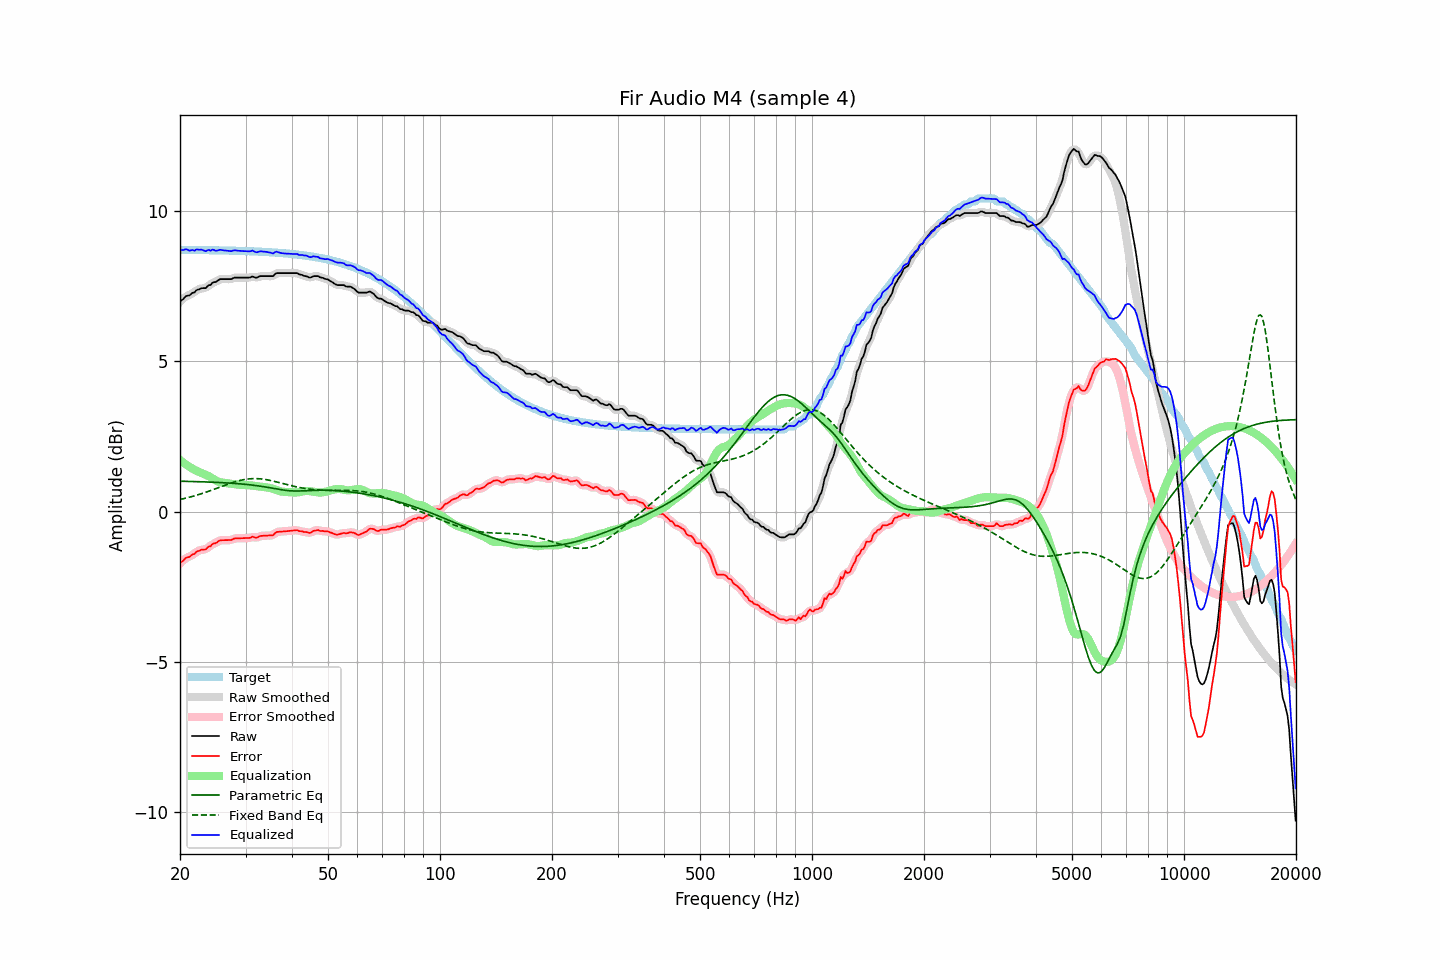 Fir Audio M4 (sample 4)
Amplitude (dBr)
10
5
0
−5
−10
Target
Raw Smoothed
Error Smoothed
Raw
Error
Equalization
Parametric Eq
Fixed Band Eq
Equalized
20 50 100 200 500 1000 2000 5000 10000 20000
Frequency (Hz)